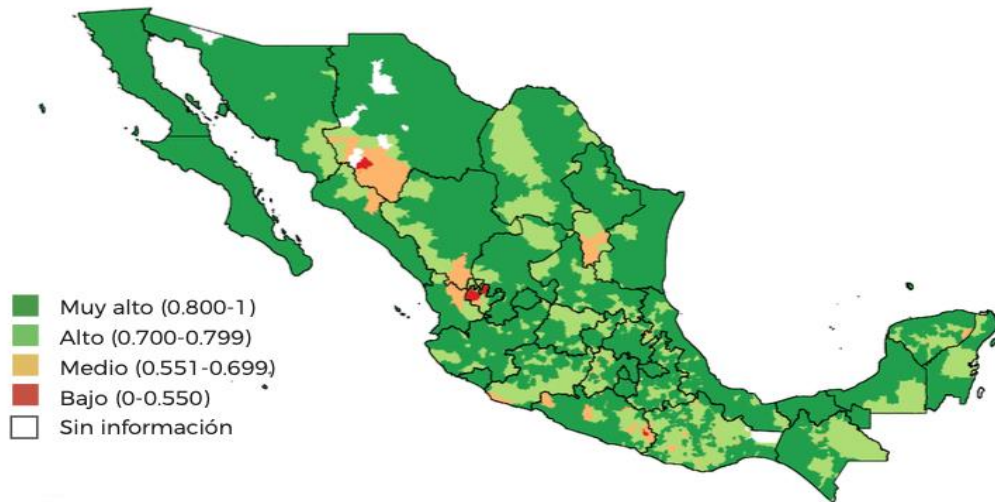 Muy alto (0.800-1)
Alto (0.700-0.799)
Medio (0.551-0.699)
Bajo (0-0.550)
Sin información